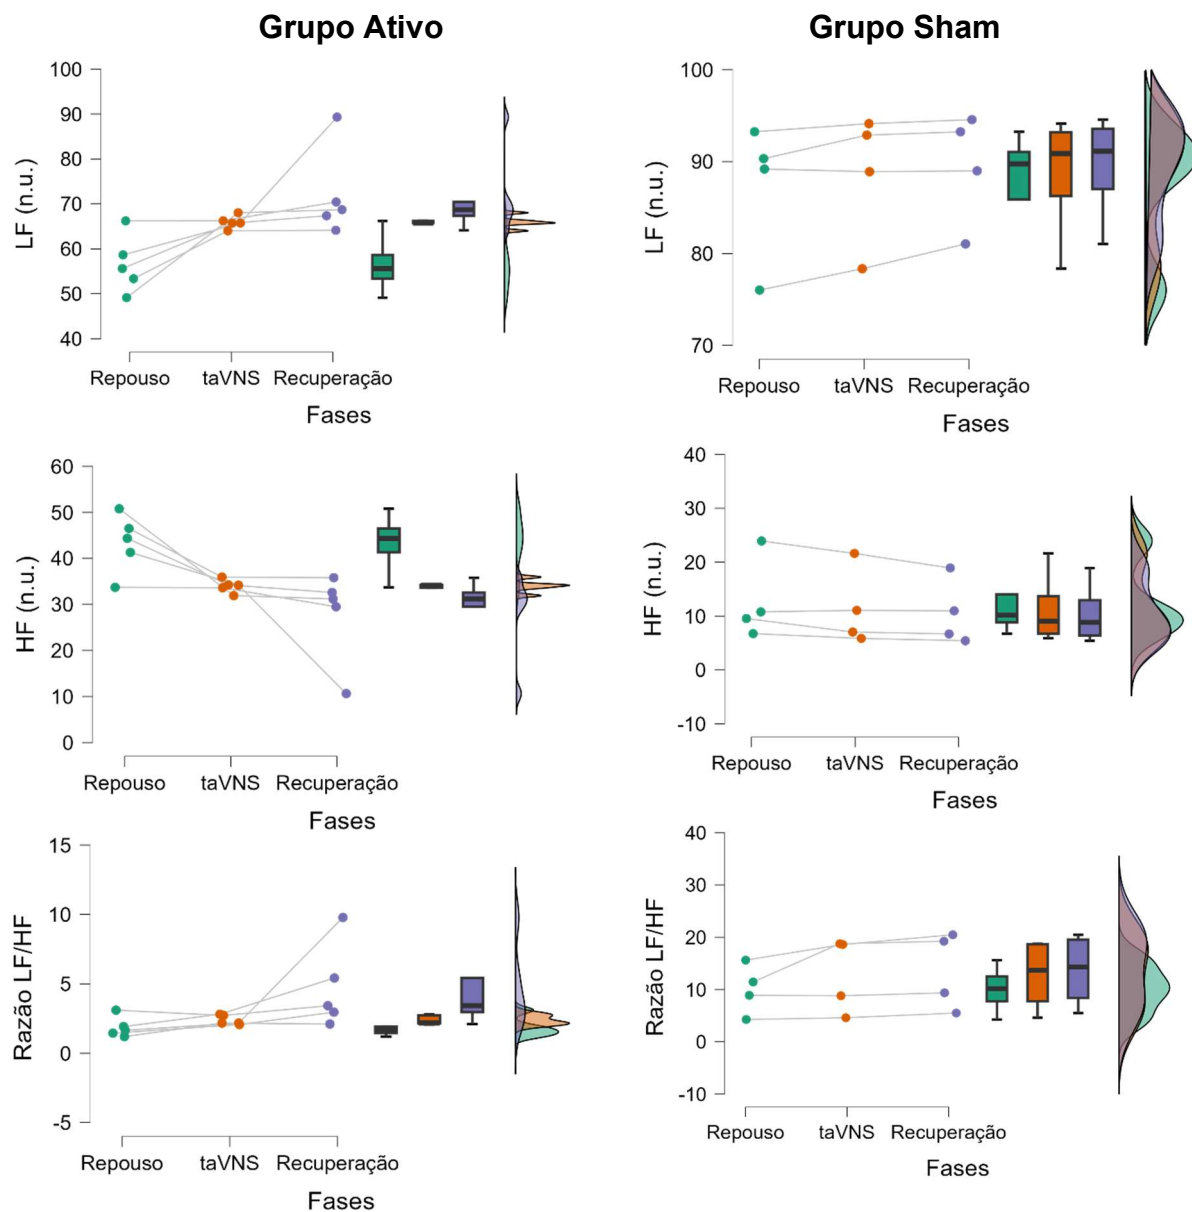 Grupo Ativo
Grupo Sham
LF (n.u.)
100
90
80
70
60
50
40
Repouso taVNS Recuperação
Fases
LF (n.u.)
100
90
80
70
Repouso taVNS Recuperação
Fases
HF (n.u.)
60
50
40
30
20
10
0
Repouso taVNS Recuperação
Fases
HF (n.u.)
40
30
20
10
0
-10
Repouso taVNS Recuperação
Fases
Razão LF/HF
15
10
5
0
-5
Repouso taVNS Recuperação
Fases
Razão LF/HF
40
30
20
10
0
-10
Repouso taVNS Recuperação
Fases